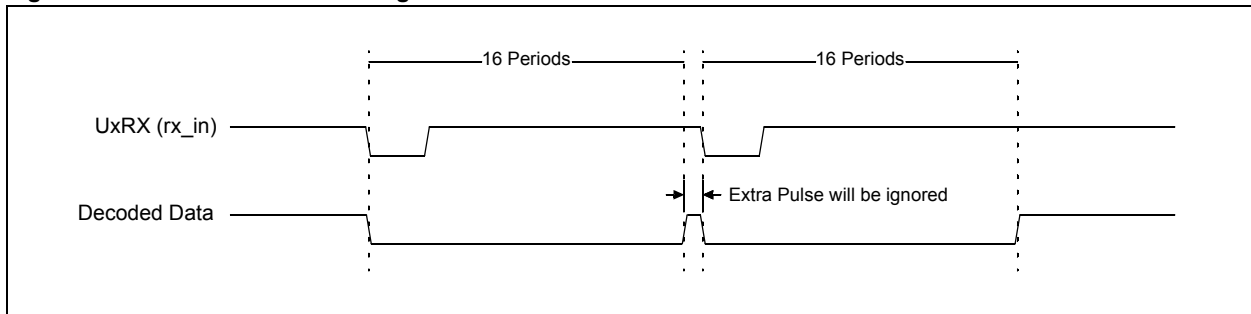 16 Periods 16 Periods
UxRX (rx_in)
Extra Pulse will be ignored
Decoded Data